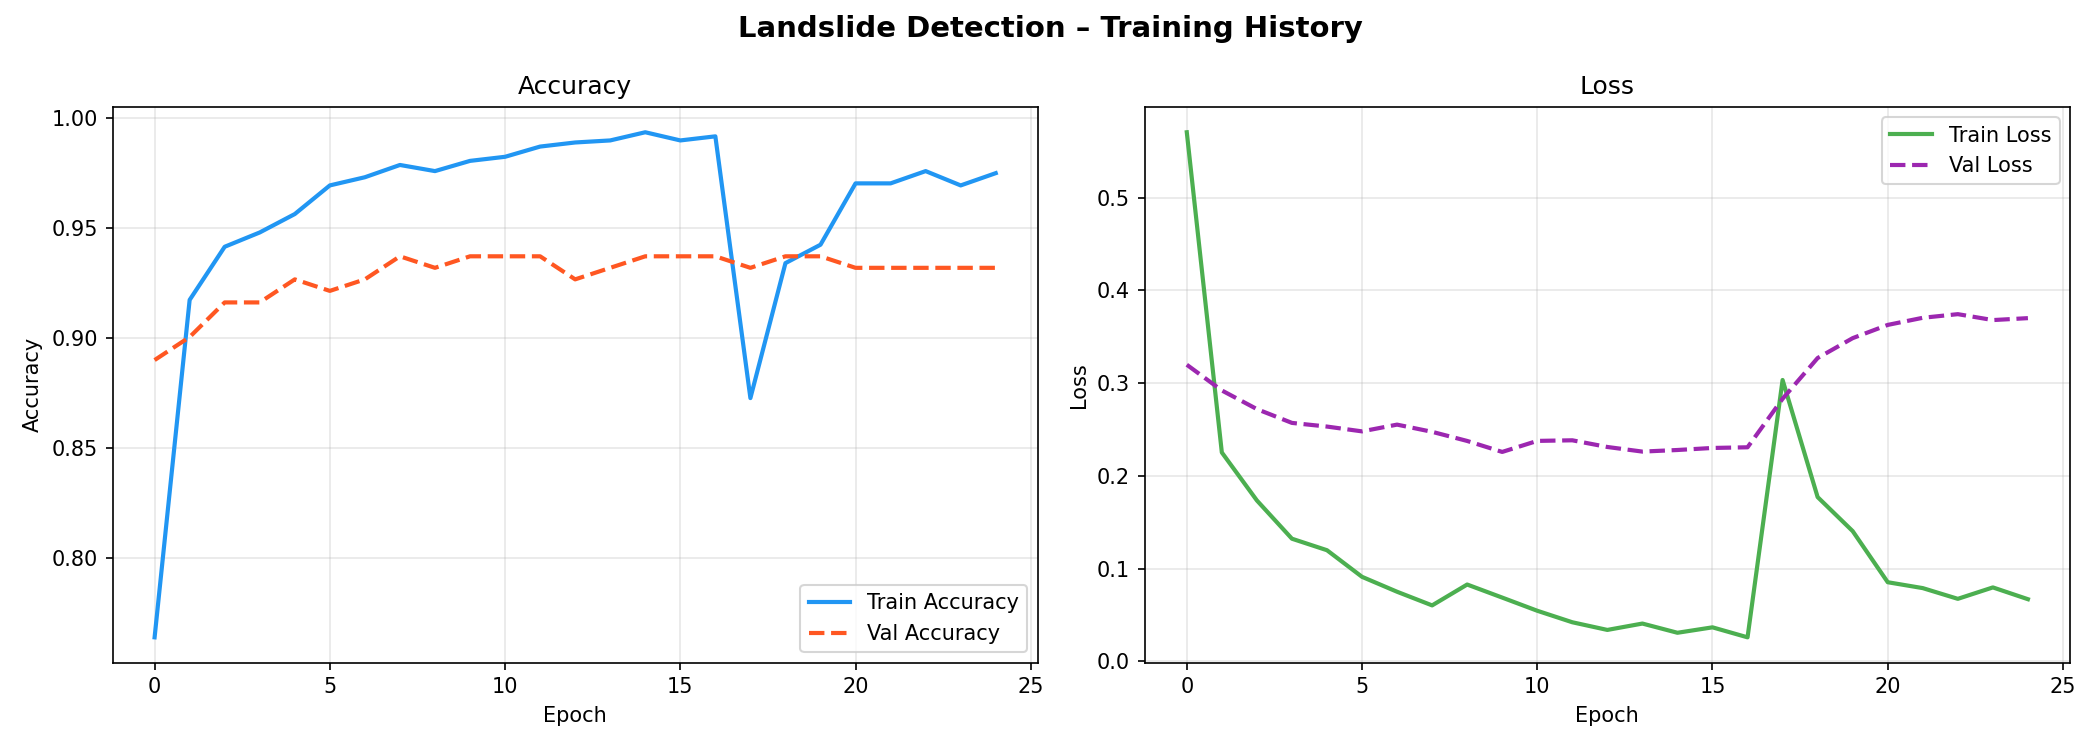 Landslide Detection – Training History
Accuracy
Accuracy
1.00
0.95
0.90
0.85
0.80
0
5
10
15
20
25
Epoch
Train Accuracy
Val Accuracy
Loss
Loss
0.5
0.4
0.3
0.2
0.1
0.0
0
5
10
15
20
25
Epoch
Train Loss
Val Loss